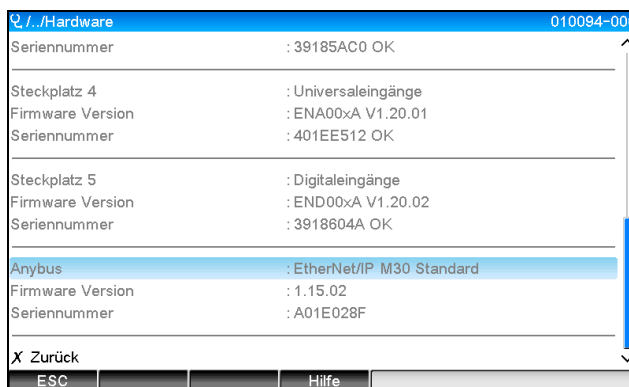 /../Hardware 010094-00
Seriennummer : 39185AC0 OK
Steckplatz 4 : Universaleingänge
Firmware Version : ENA00xA V1.20.01
Seriennummer : 401EE512 OK
Steckplatz 5 : Digitaleingänge
Firmware Version : END00xA V1.20.02
Seriennummer : 3918604A OK
Anybus : EtherNet/IP M30 Standard
Firmware Version : 1.15.02
Seriennummer : A01E028F
X Zurück
ESC Hilfe